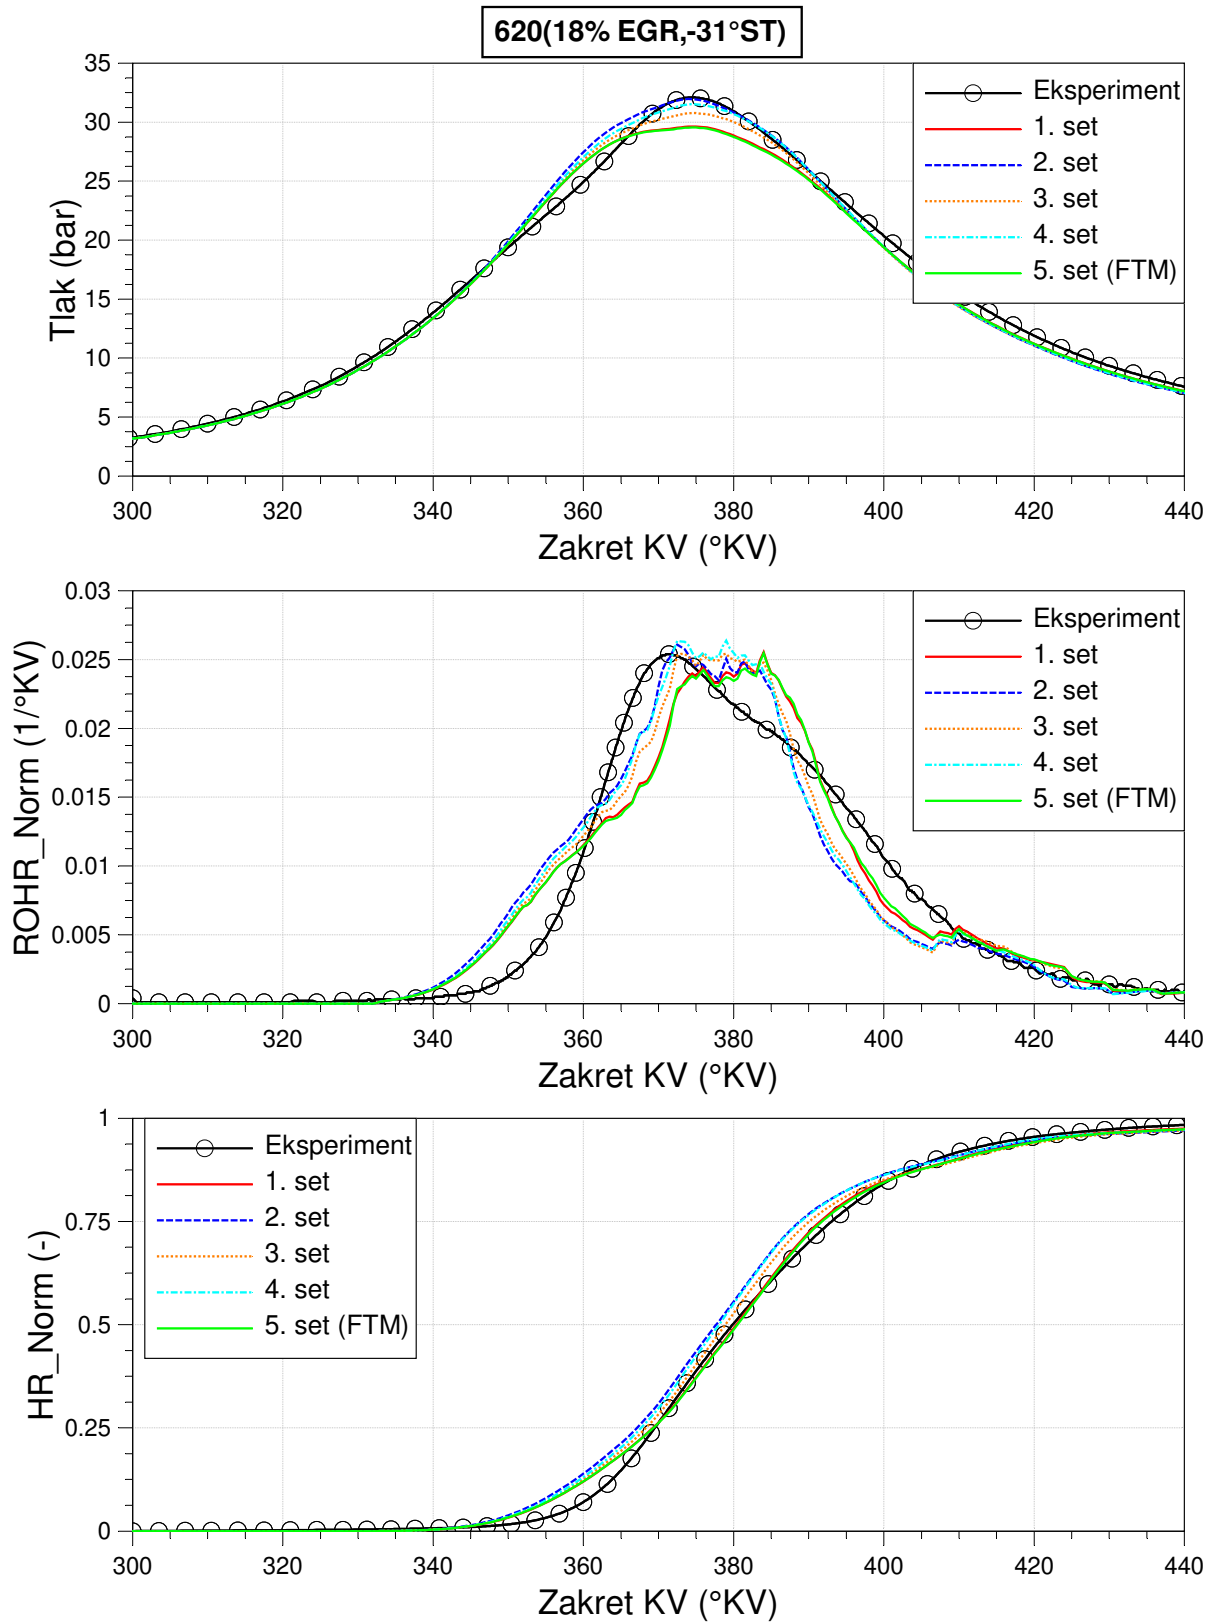 620(18% EGR,-31°ST)
Tlak (bar)
35
30
25
20
15
10
5
0
Eksperiment
1. set
2. set
3. set
4. set
5. set (FTM)
300 320 340 360 380 400 420 440
Zakret KV (°KV)
ROHR_Norm (1/°KV)
0.03
0.025
0.02
0.015
0.01
0.005
0
Eksperiment
1. set
2. set
3. set
4. set
5. set (FTM)
300 320 340 360 380 400 420 440
Zakret KV (°KV)
HR_Norm (-)
1
0.75
0.5
0.25
0
Eksperiment
1. set
2. set
3. set
4. set
5. set (FTM)
300 320 340 360 380 400 420 440
Zakret KV (°KV)